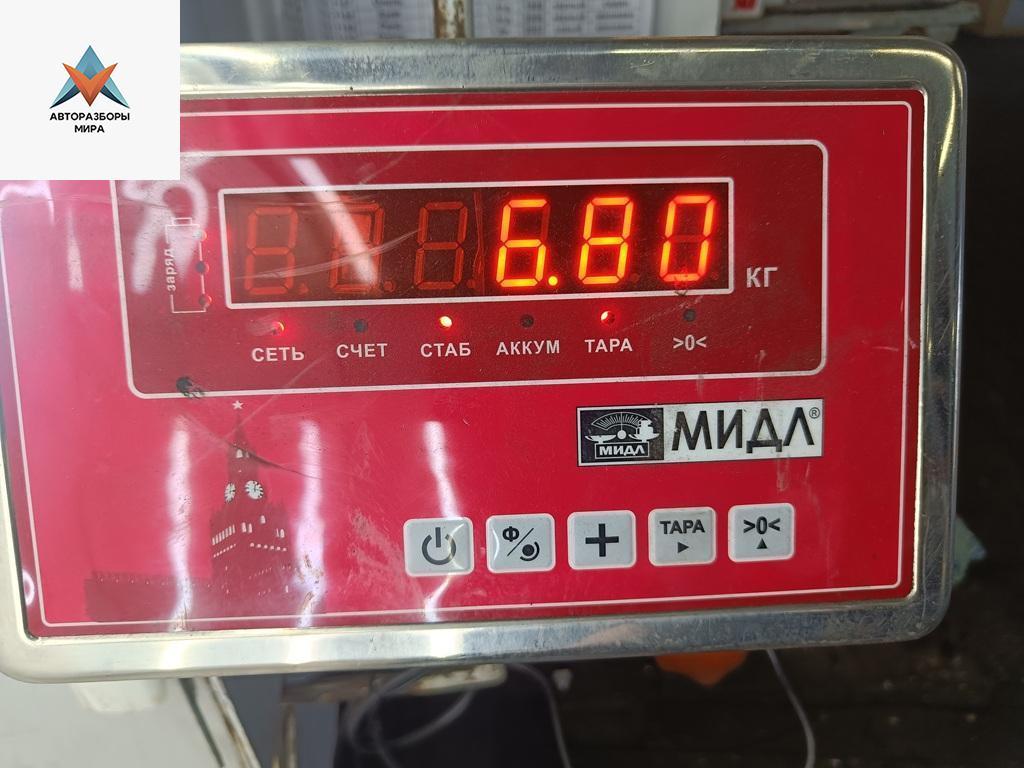 АВТОРАЗБОРЫ
МИРА
заряд
6.80
КГ
СЕТЬ СЧЕТ СТАБ АККУМ ТАРА >0<
МИДЛ МИДЛ®
Ф/ + ТАРА >0<